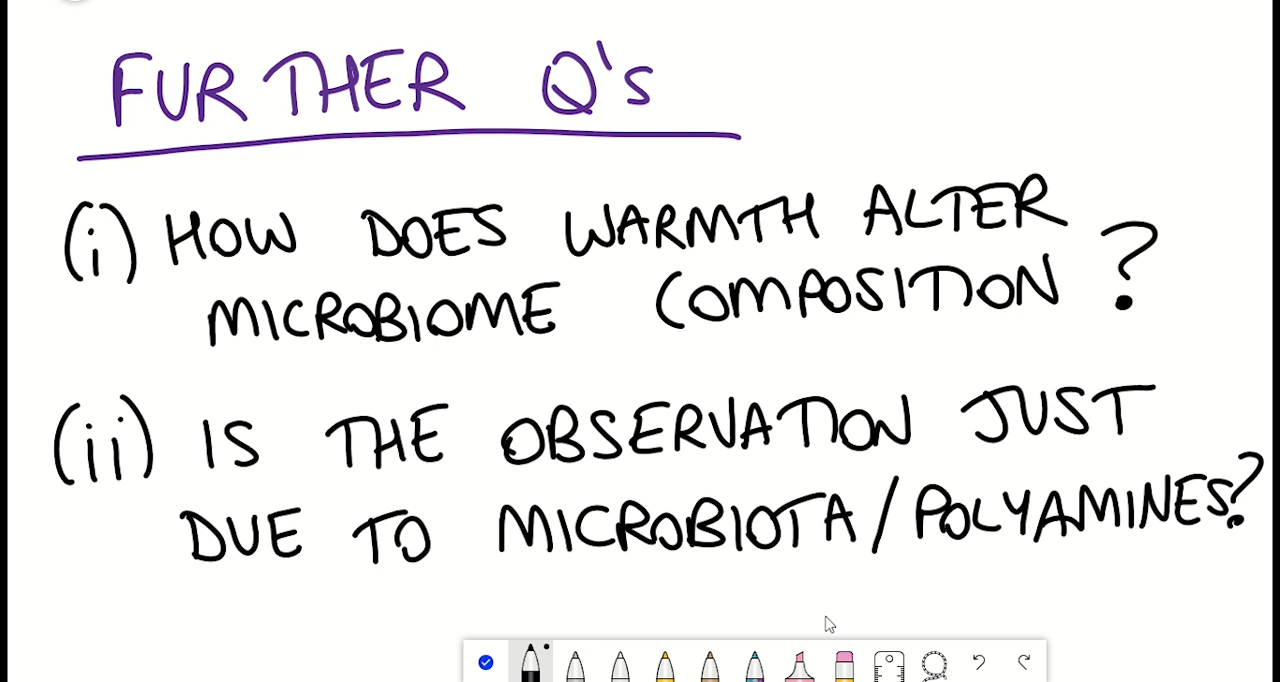 FURTHER Q's
(i) HOW DOES WARMTH ALTER
MICROBIOME COMPOSITION?
(ii) IS THE OBSERVATION JUST
DUE TO MICROBIOTA/POLYAMINES?